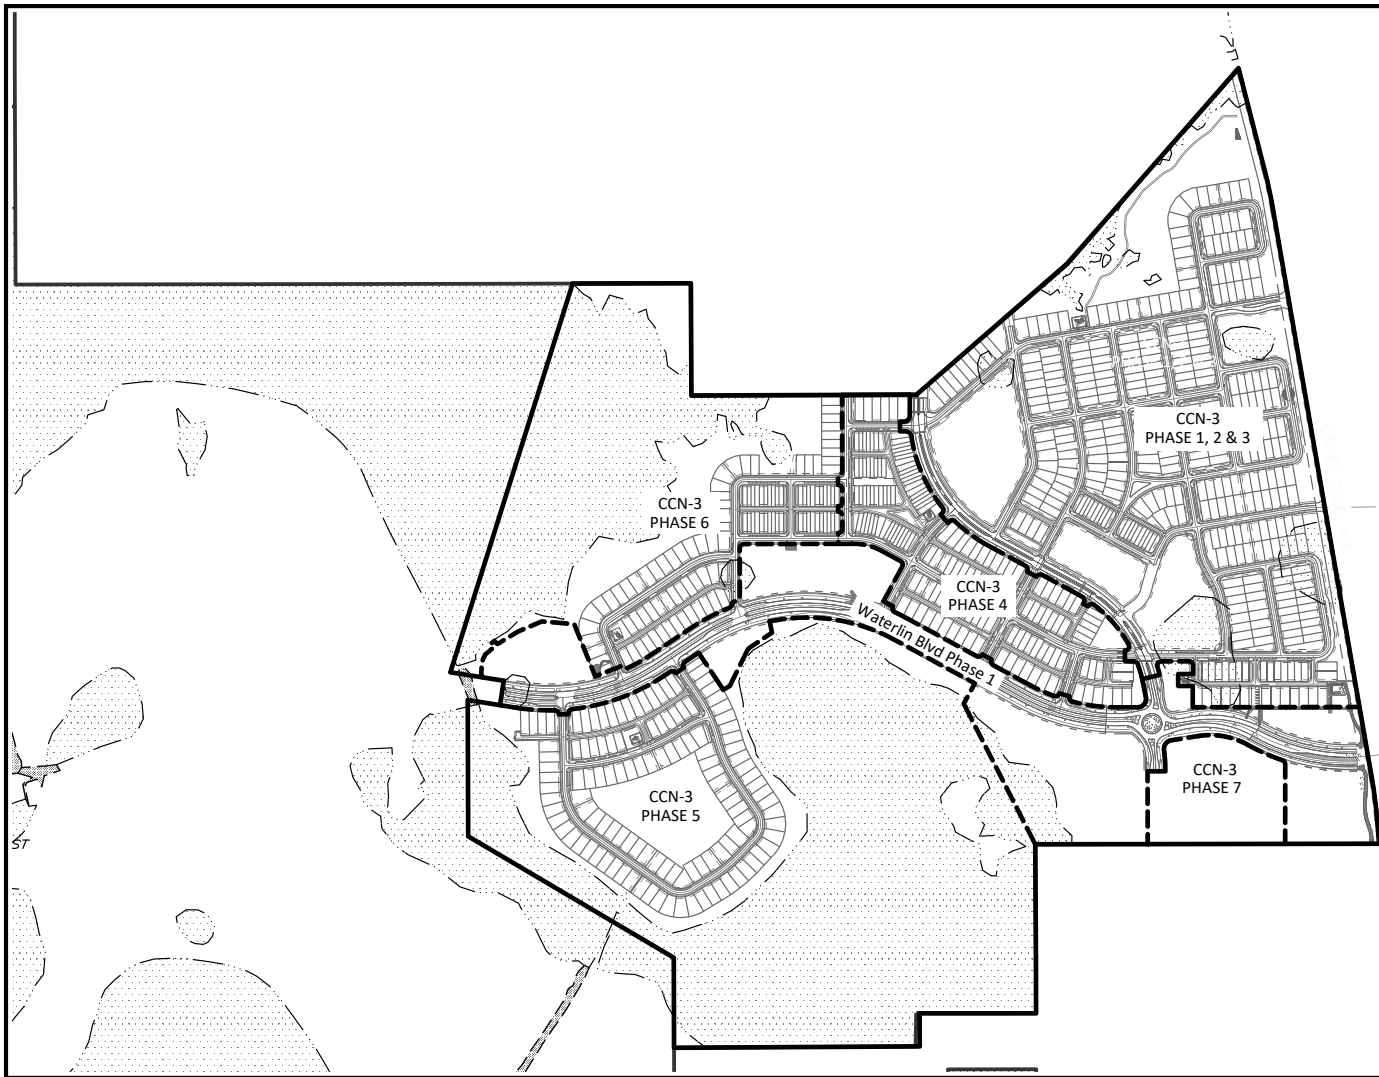 CCN-3
PHASE 1, 2 & 3
CCN-3
PHASE 6
CCN-3
PHASE 4
Waterlin Blvd Phase 1
CCN-3
PHASE 7
CCN-3
PHASE 5
ST